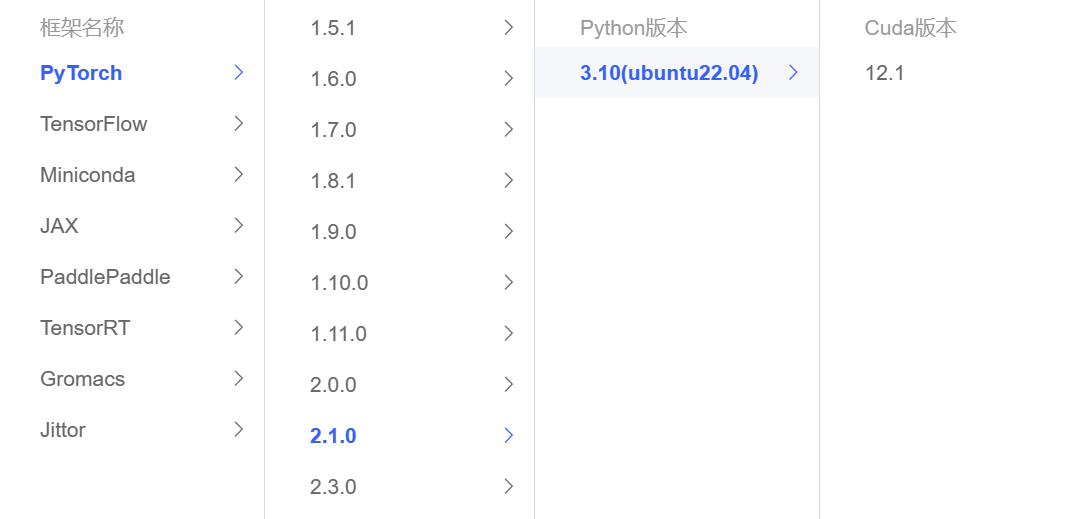 框架名称
PyTorch
TensorFlow
Miniconda
JAX
PaddlePaddle
TensorRT
Gromacs
Jittor
1.5.1
1.6.0
1.7.0
1.8.1
1.9.0
1.10.0
1.11.0
2.0.0
2.1.0
2.3.0
Python版本
3.10(ubuntu22.04)
Cuda版本
12.1